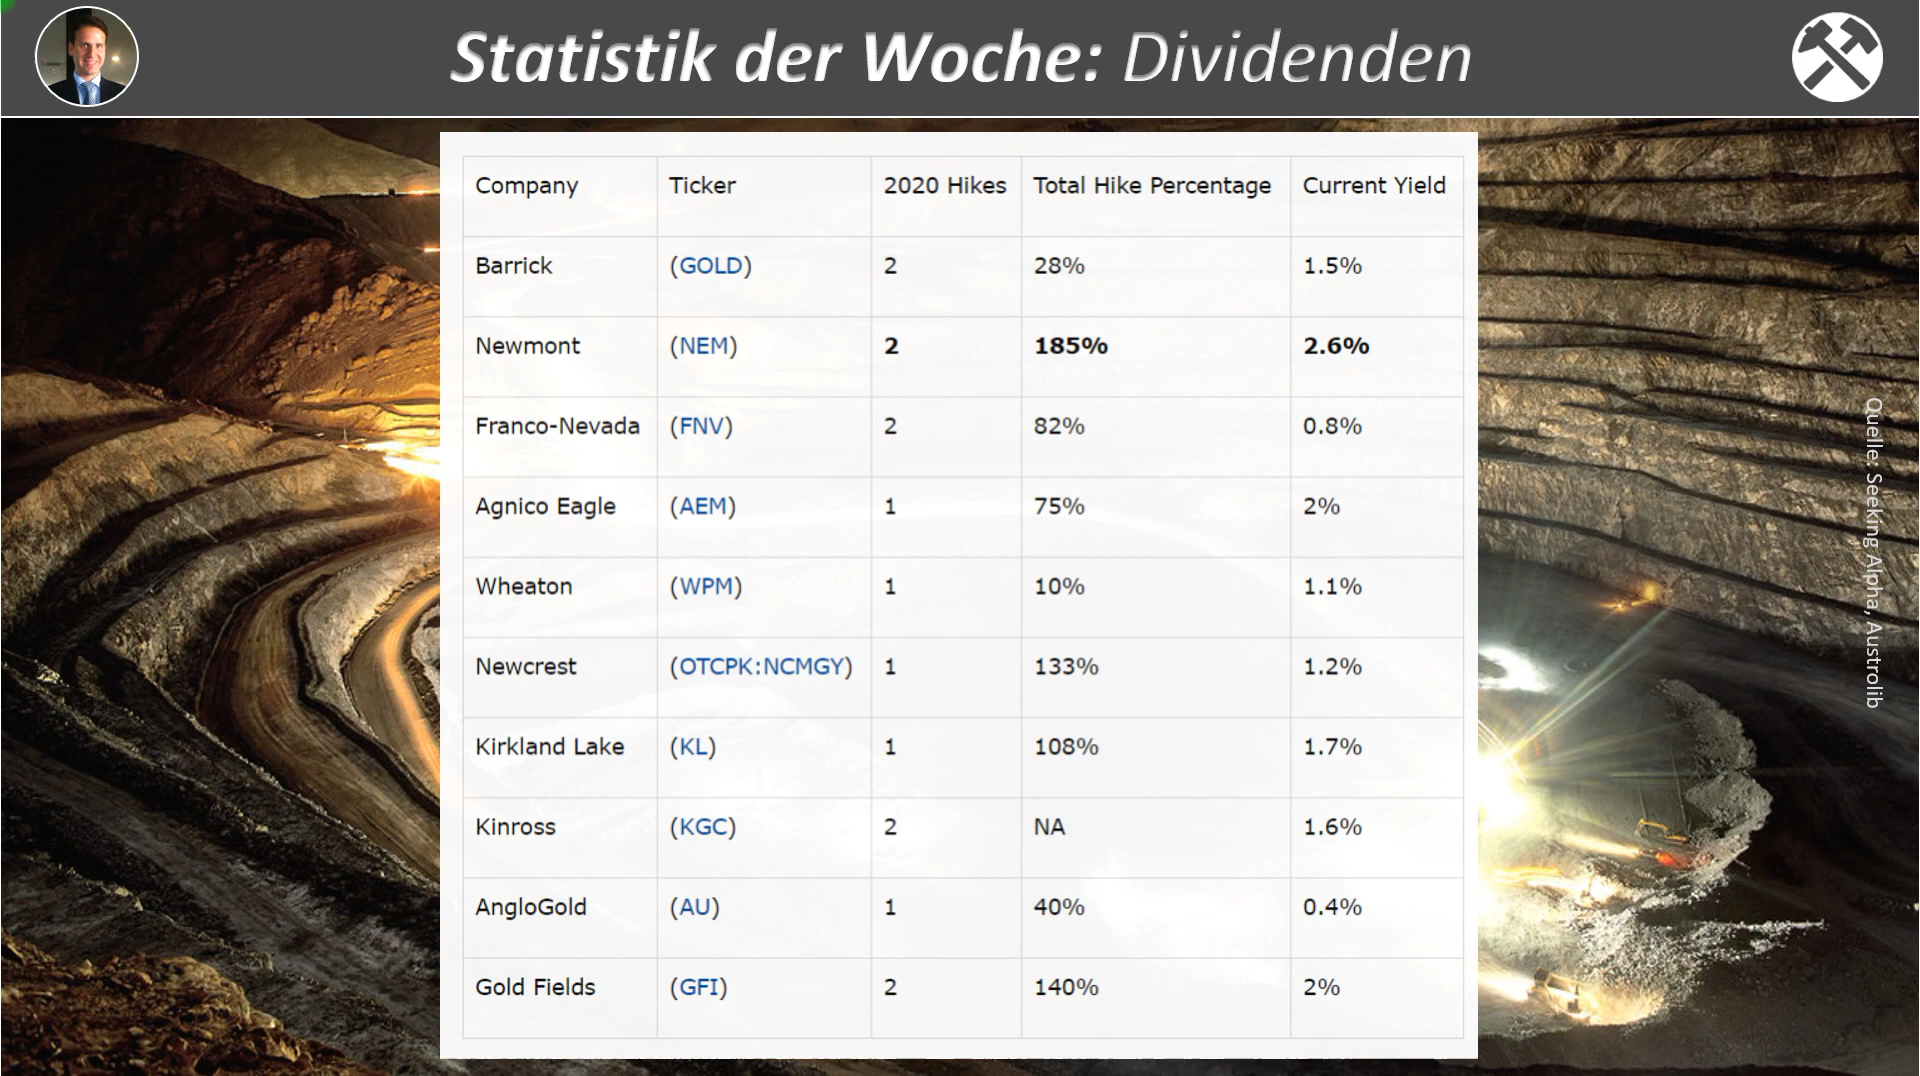 Statistik der Woche: Dividenden
Company Ticker 2020 Hikes Total Hike Percentage Current Yield
Barrick (GOLD) 2 28% 1.5%
Newmont (NEM) 2 185% 2.6%
Franco-Nevada (FNV) 2 82% 0.8%
Agnico Eagle (AEM) 1 75% 2%
Wheaton (WPM) 1 10% 1.1%
Newcrest (OTCPK:NCMGY) 1 133% 1.2%
Kirkland Lake (KL) 1 108% 1.7%
Kinross (KGC) 2 NA 1.6%
AngloGold (AU) 1 40% 0.4%
Gold Fields (GFI) 2 140% 2%
Quelle: Seeking Alpha, Austrolib